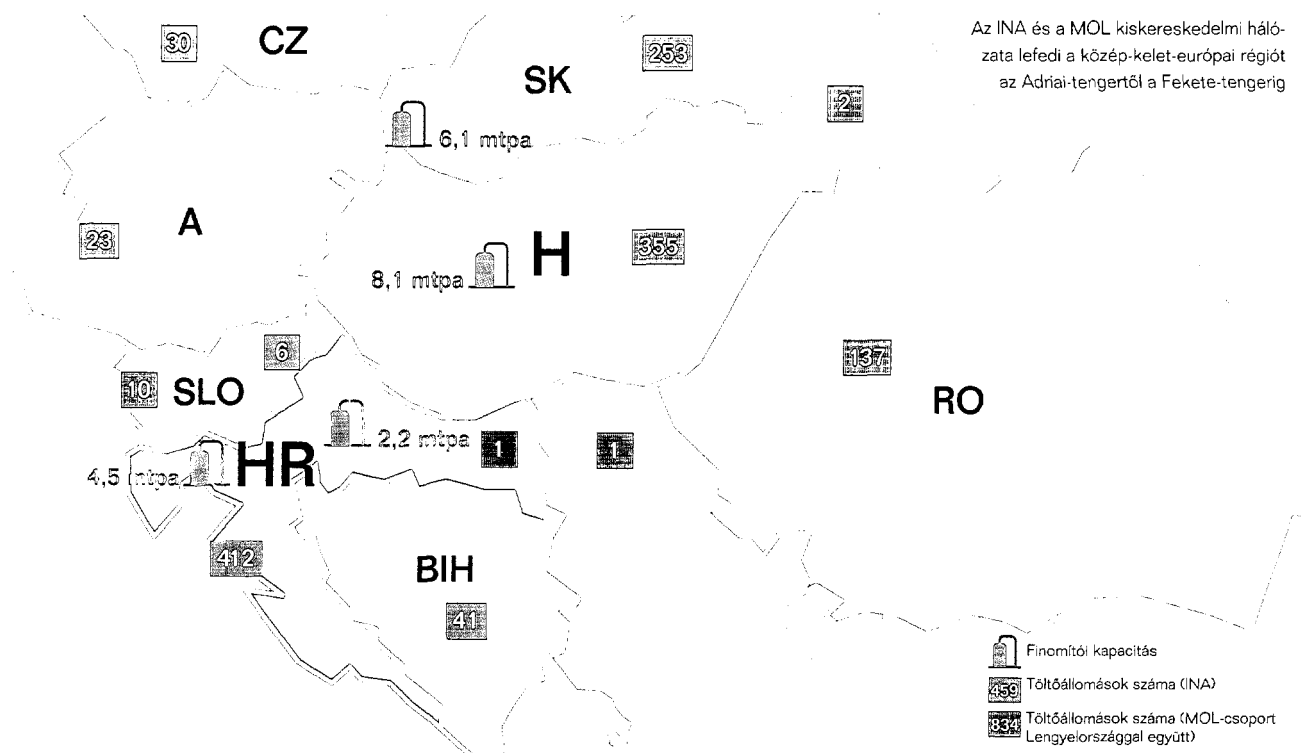 Az INA és a MOL kiskereskedelmi háló-
zata lefedi a közép-kelet-európai régiót
az Adriai-tengertől a Fekete-tengerig
30
CZ
253
SK
2
6,1 mtpa
A
23
H
355
8,1 mtpa
6
137
10
SLO
RO
2,2 mtpa
1
1
4,5 mtpa
HR
412
BIH
41
Finomítói kapacitás
459
Töltőállomások száma (INA)
834
Töltőállomások száma (MOL-csoport
Lengyelországgal együtt)